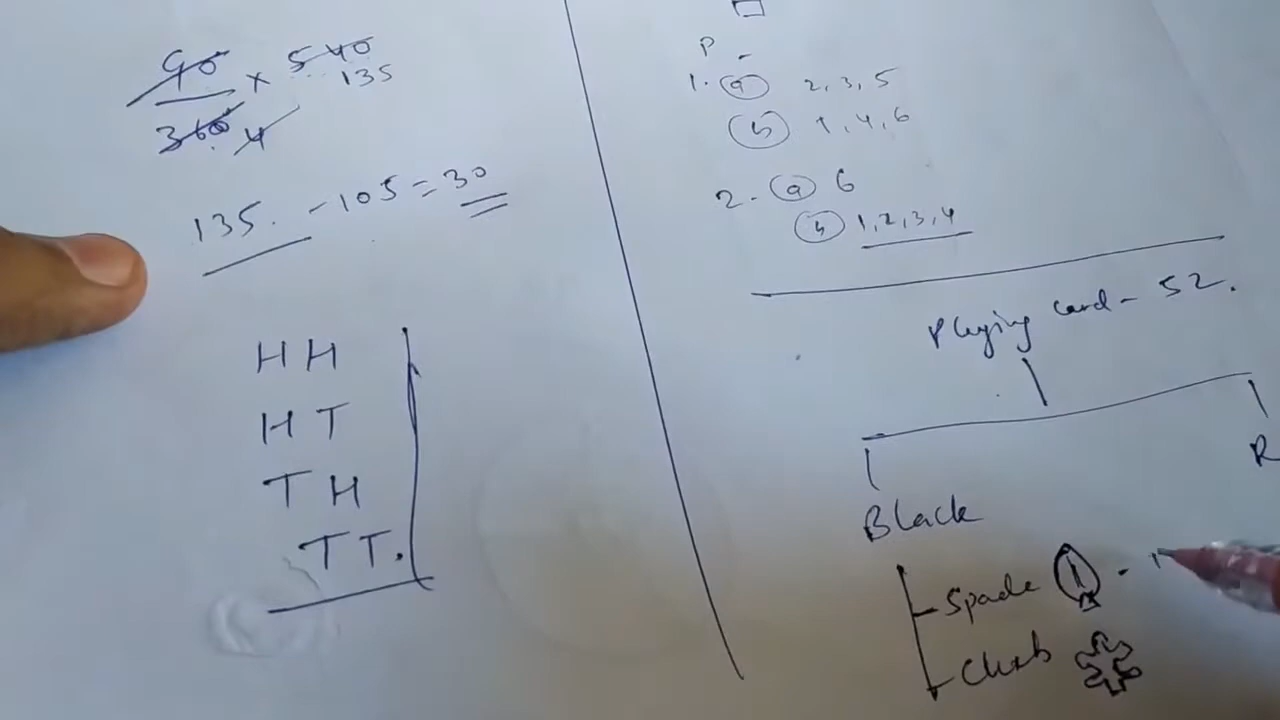 90 × 540
135
360 4
135. - 105 = 30
HH
HT
TH
TT.
P -
1. a 2, 3, 5
b 1, 4, 6
2. a 6
b 1, 2, 3, 4
Playing card - 52.
Black R
Spade - 1
Club